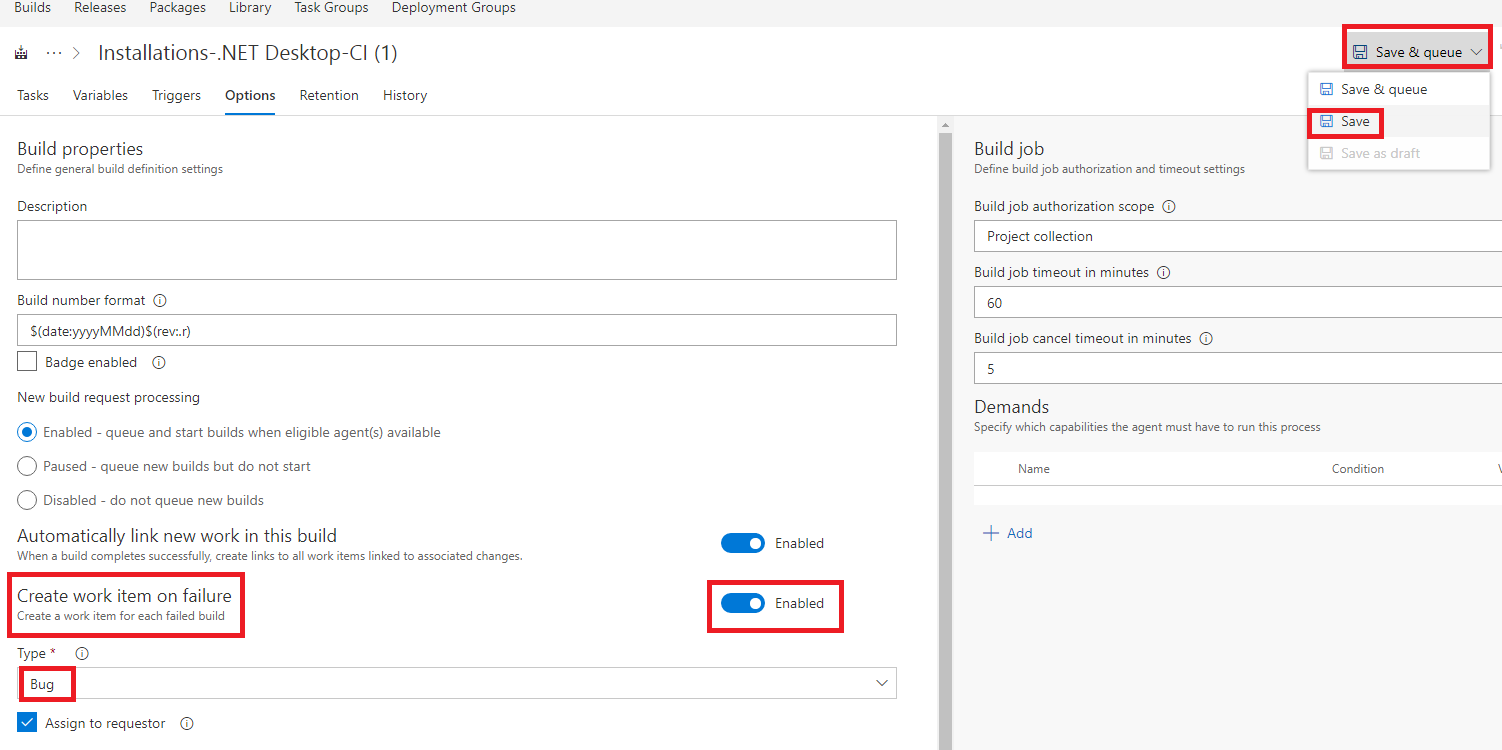 Builds Releases Packages Library Task Groups Deployment Groups
··· > Installations-.NET Desktop-CI (1)
Save & queue
Save & queue
Save
Save as draft
Tasks Variables Triggers Options Retention History
Build properties
Define general build definition settings
Description
Build number format
$(date:yyyyMMdd)$(rev:.r)
Badge enabled
New build request processing
Enabled - queue and start builds when eligible agent(s) available
Paused - queue new builds but do not start
Disabled - do not queue new builds
Automatically link new work in this build
When a build completes successfully, create links to all work items linked to associated changes.
Enabled
Create work item on failure
Create a work item for each failed build
Enabled
Type *
Bug
Assign to requestor
Build job
Define build job authorization and timeout settings
Build job authorization scope
Project collection
Build job timeout in minutes
60
Build job cancel timeout in minutes
5
Demands
Specify which capabilities the agent must have to run this process
Name Condition
+ Add